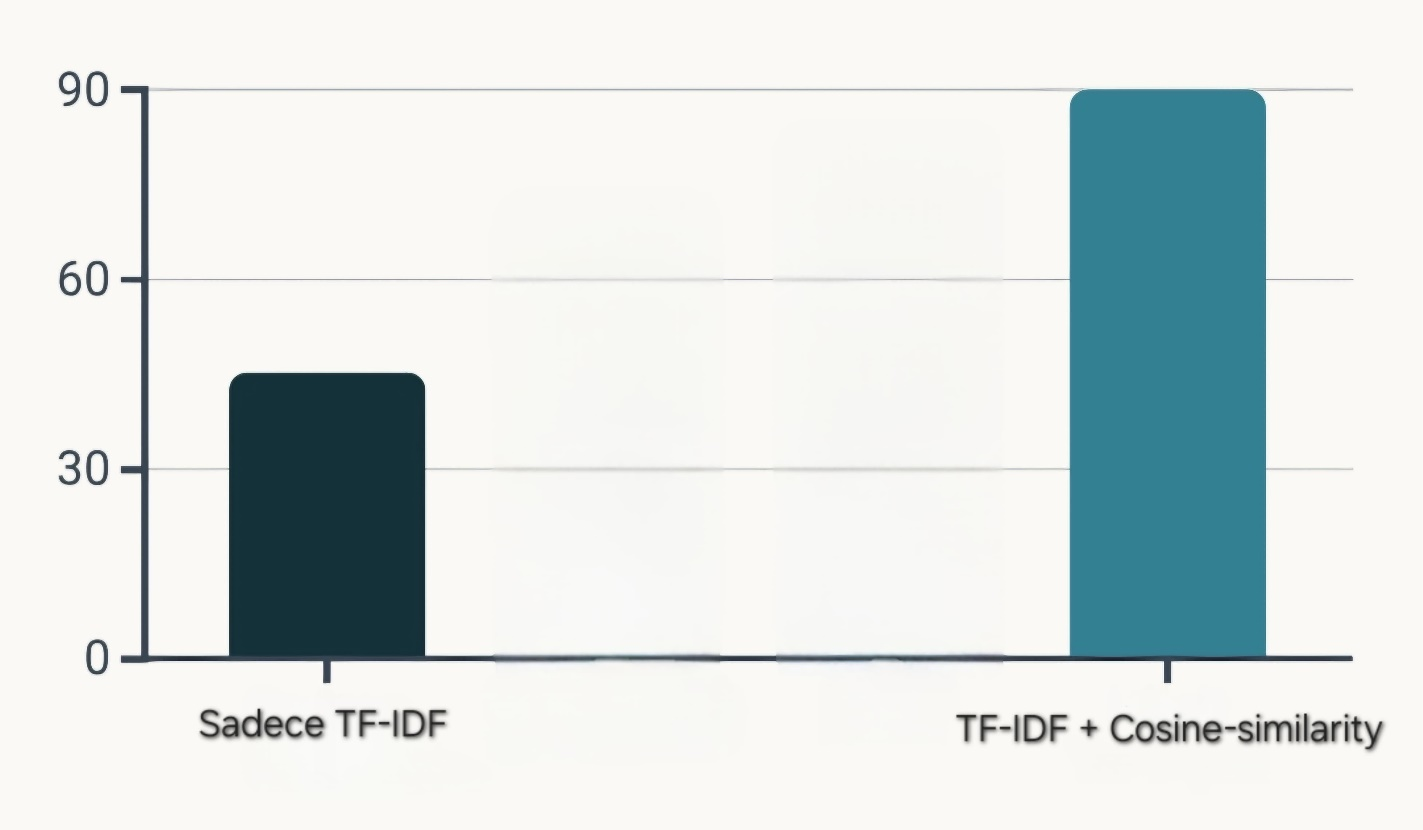 90
60
30
0
Sadece TF-IDF
TF-IDF + Cosine-similarity